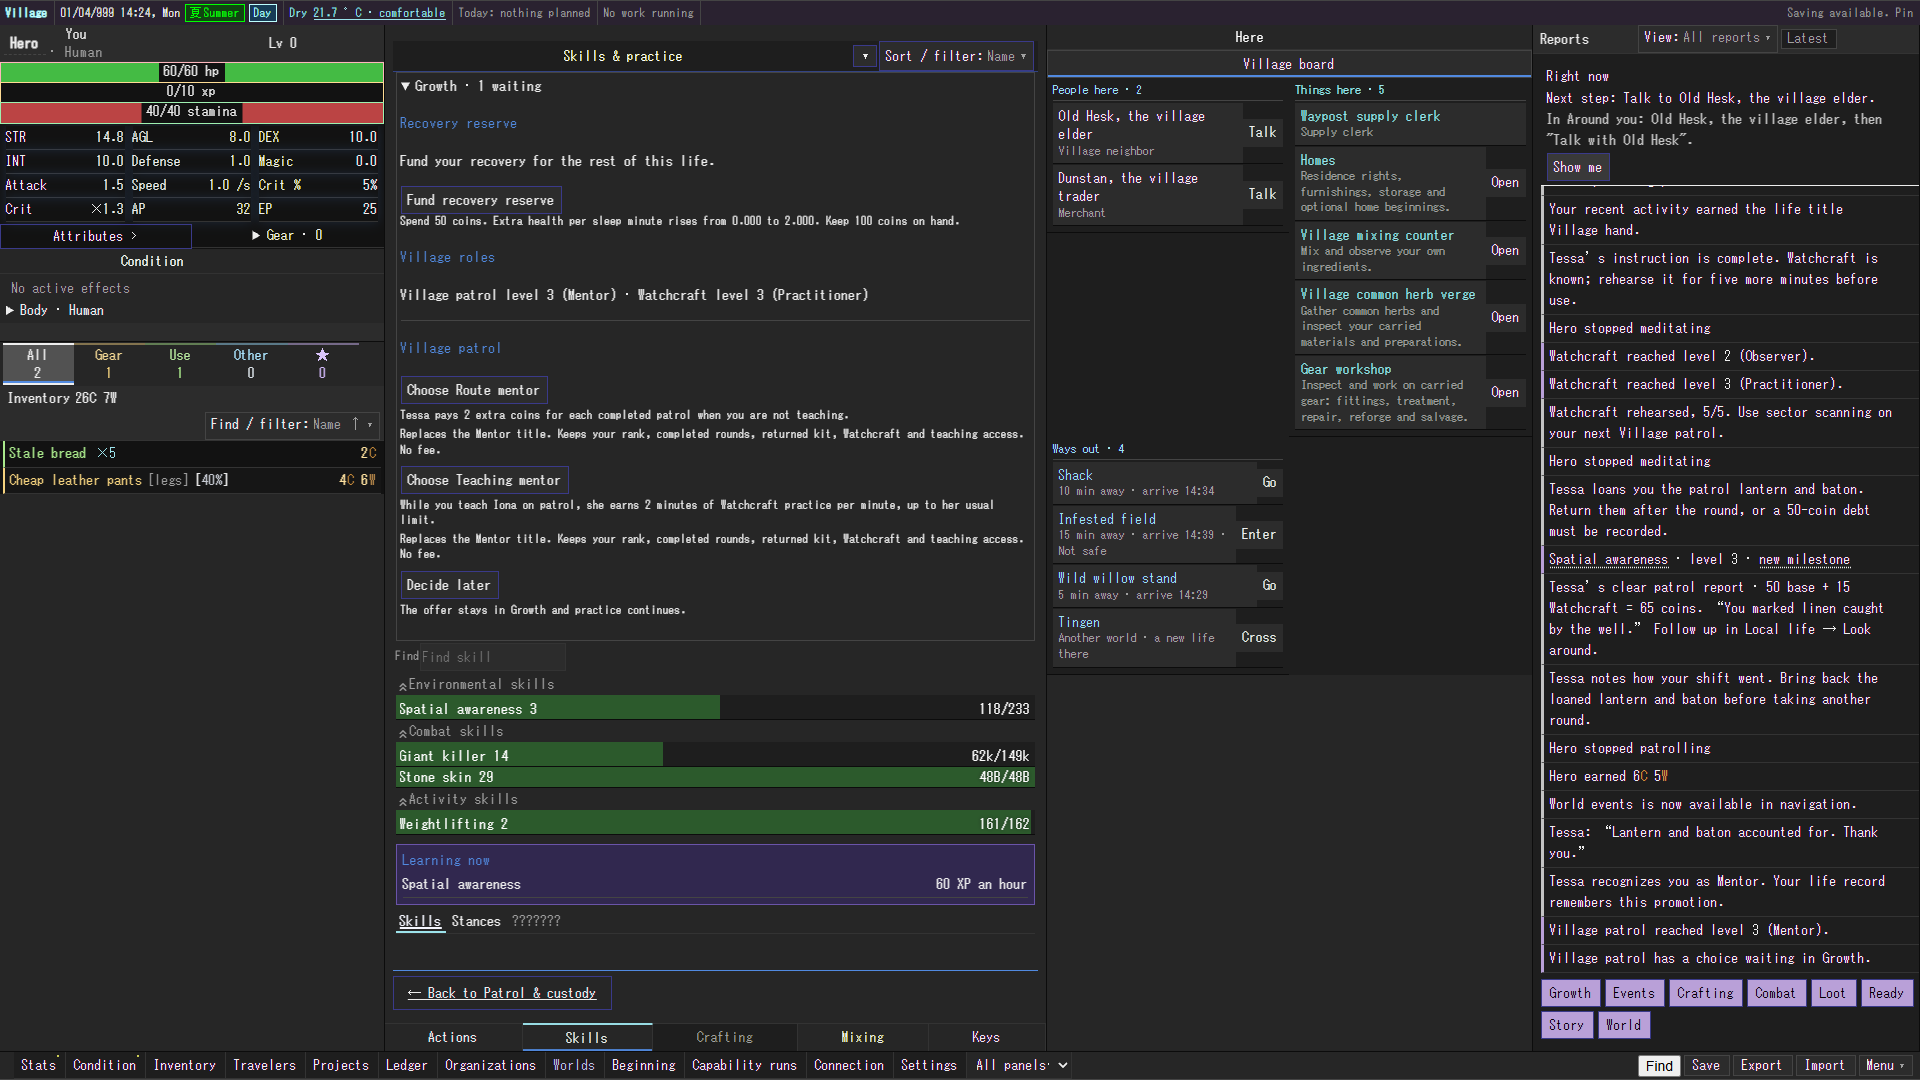 Village 01/04/999 14:24, Mon 夏Summer Day Dry 21.7 ° C · comfortable Today: nothing planned No work running Saving available. Pin
Hero · You Human Lv 0
60/60 hp
0/10 xp
40/40 stamina
STR 14.8 AGL 8.0 DEX 10.0
INT 10.0 Defense 1.0 Magic 0.0
Attack 1.5 Speed 1.0 /s Crit % 5%
Crit ×1.3 AP 32 EP 25
Attributes > ▶ Gear · 0
Condition
No active effects
▶ Body · Human
All 2 Gear 1 Use 1 Other 0 ★ 0
Inventory 26C 7W
Find / filter: Name ↑ ▾
Stale bread ×5 2C
Cheap leather pants [legs] [40%] 4C 6W
Skills & practice ▾ Sort / filter: Name ▾
▼ Growth · 1 waiting
Recovery reserve
Fund your recovery for the rest of this life.
Fund recovery reserve
Spend 50 coins. Extra health per sleep minute rises from 0.000 to 2.000. Keep 100 coins on hand.
Village roles
Village patrol level 3 (Mentor) · Watchcraft level 3 (Practitioner)
Village patrol
Choose Route mentor
Tessa pays 2 extra coins for each completed patrol when you are not teaching.
Replaces the Mentor title. Keeps your rank, completed rounds, returned kit, Watchcraft and teaching access.
No fee.
Choose Teaching mentor
While you teach Iona on patrol, she earns 2 minutes of Watchcraft practice per minute, up to her usual
limit.
Replaces the Mentor title. Keeps your rank, completed rounds, returned kit, Watchcraft and teaching access.
No fee.
Decide later
The offer stays in Growth and practice continues.
Find Find skill
Environmental skills
Spatial awareness 3 118/233
Combat skills
Giant killer 14 62k/149k
Stone skin 29 48B/48B
Activity skills
Weightlifting 2 161/162
Learning now
Spatial awareness 60 XP an hour
Skills Stances ???????
← Back to Patrol & custody
Actions Skills Crafting Mixing Keys
Here
Village board
People here · 2
Old Hesk, the village
elder
Village neighbor
Talk
Dunstan, the village
trader
Merchant
Talk
Things here · 5
Waypost supply clerk
Supply clerk
Homes
Residence rights,
furnishings, storage and
optional home beginnings.
Open
Village mixing counter
Mix and observe your own
ingredients.
Open
Village common herb verge
Gather common herbs and
inspect your carried
materials and preparations.
Open
Gear workshop
Inspect and work on carried
gear: fittings, treatment,
repair, reforge and salvage.
Open
Ways out · 4
Shack
10 min away · arrive 14:34
Go
Infested field
15 min away · arrive 14:39 ·
Not safe
Enter
Wild willow stand
5 min away · arrive 14:29
Go
Tingen
Another world · a new life
there
Cross
Reports View: All reports ▾ Latest
Right now
Next step: Talk to Old Hesk, the village elder.
In Around you: Old Hesk, the village elder, then
"Talk with Old Hesk".
Show me
Your recent activity earned the life title
Village hand.
Tessa’s instruction is complete. Watchcraft is
known; rehearse it for five more minutes before
use.
Hero stopped meditating
Watchcraft reached level 2 (Observer).
Watchcraft reached level 3 (Practitioner).
Watchcraft rehearsed, 5/5. Use sector scanning on
your next Village patrol.
Hero stopped meditating
Tessa loans you the patrol lantern and baton.
Return them after the round, or a 50-coin debt
must be recorded.
Spatial awareness · level 3 · new milestone
Tessa’s clear patrol report · 50 base + 15
Watchcraft = 65 coins. “You marked linen caught
by the well.” Follow up in Local life → Look
around.
Tessa notes how your shift went. Bring back the
loaned lantern and baton before taking another
round.
Hero stopped patrolling
Hero earned 6C 5W
World events is now available in navigation.
Tessa: “Lantern and baton accounted for. Thank
you.”
Tessa recognizes you as Mentor. Your life record
remembers this promotion.
Village patrol reached level 3 (Mentor).
Village patrol has a choice waiting in Growth.
Growth Events Crafting Combat Loot Ready
Story World
Stats Condition Inventory Travelers Projects Ledger Organizations Worlds Beginning Capability runs Connection Settings All panels Find Save Export Import Menu